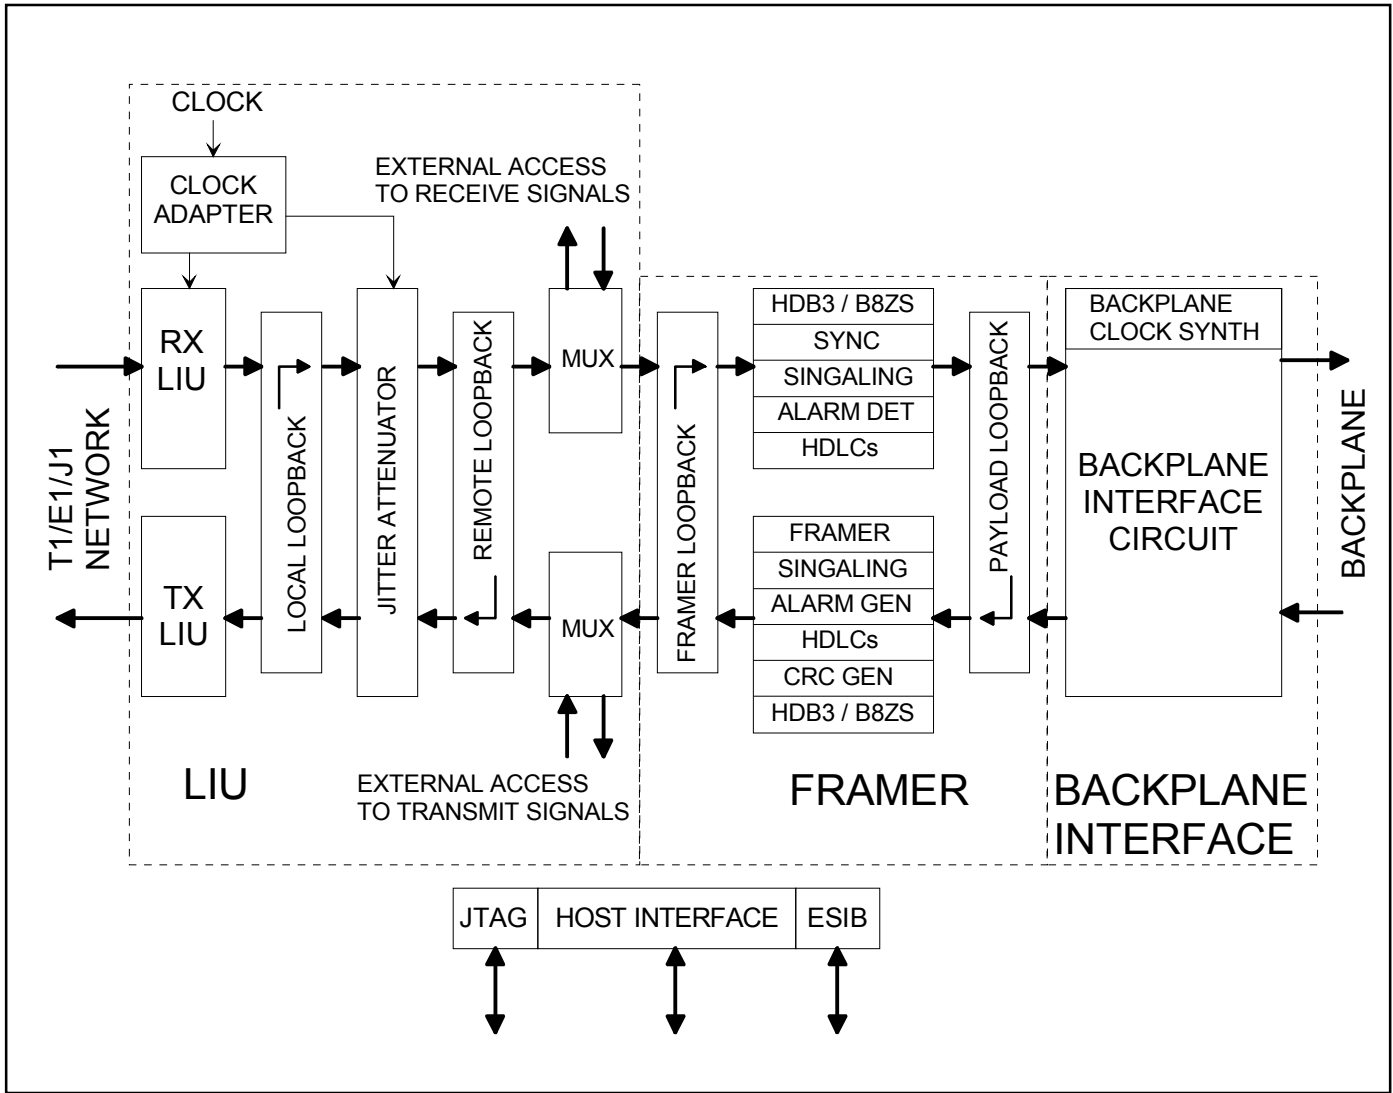 CLOCK
CLOCK
ADAPTER
EXTERNAL ACCESS
TO RECEIVE SIGNALS
T1/E1/J1
NETWORK
RX
LIU
TX
LIU
LOCAL LOOPBACK
JITTER ATTENUATOR
REMOTE LOOPBACK
MUX
MUX
EXTERNAL ACCESS
TO TRANSMIT SIGNALS
LIU
FRAMER LOOPBACK
HDB3 / B8ZS
SYNC
SINGALING
ALARM DET
HDLCs
FRAMER
SINGALING
ALARM GEN
HDLCs
CRC GEN
HDB3 / B8ZS
PAYLOAD LOOPBACK
FRAMER
BACKPLANE
CLOCK SYNTH
BACKPLANE
INTERFACE
CIRCUIT
BACKPLANE
BACKPLANE
INTERFACE
JTAG
HOST INTERFACE
ESIB